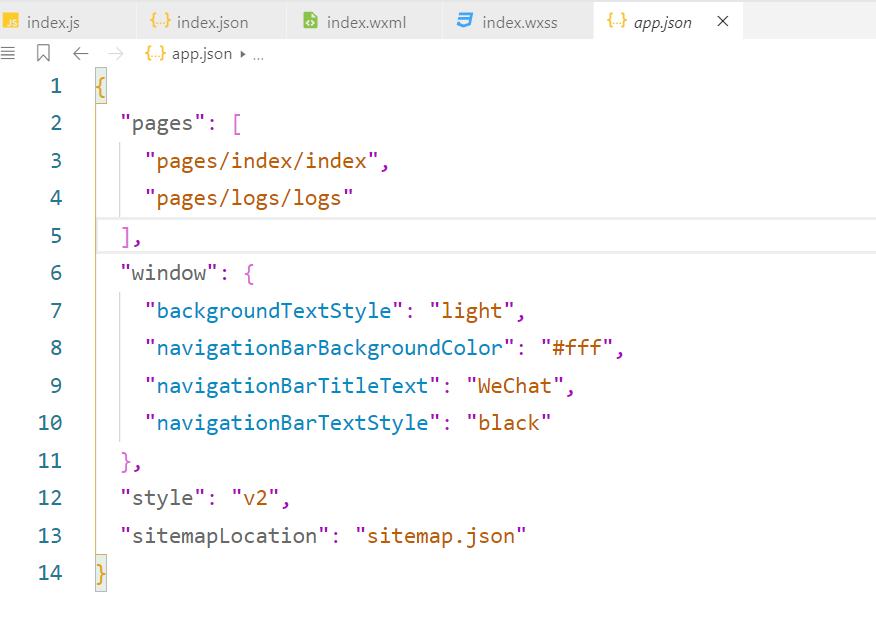 JS index.js {..} index.json index.wxml index.wxss {..} app.json ×
{..} app.json ▸ ...
1 {
2 "pages": [
3 "pages/index/index",
4 "pages/logs/logs"
5 ],
6 "window": {
7 "backgroundTextStyle": "light",
8 "navigationBarBackgroundColor": "#fff",
9 "navigationBarTitleText": "WeChat",
10 "navigationBarTextStyle": "black"
11 },
12 "style": "v2",
13 "sitemapLocation": "sitemap.json"
14 }